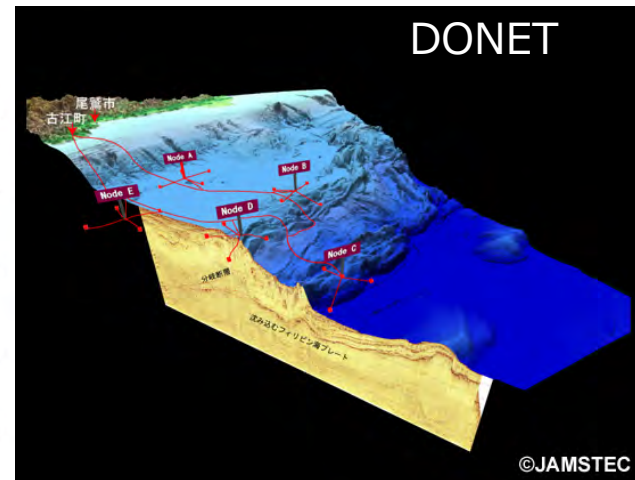 DONET
尾鷲市
古江町
Node A
Node B
Node E
Node D
Node C
分岐断層
沈み込むフィリピン海プレート
©JAMSTEC